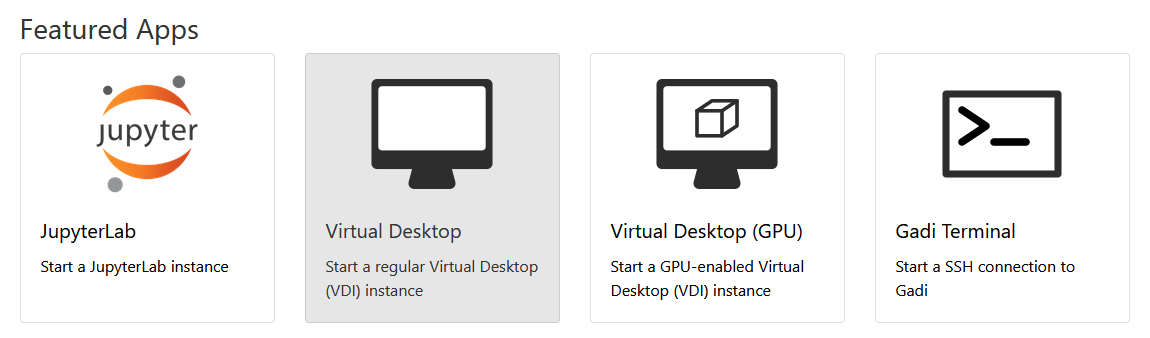 Featured Apps
jupyter
JupyterLab
Start a JupyterLab instance
Virtual Desktop
Start a regular Virtual Desktop
(VDI) instance
Virtual Desktop (GPU)
Start a GPU-enabled Virtual
Desktop (VDI) instance
>_
Gadi Terminal
Start a SSH connection to
Gadi